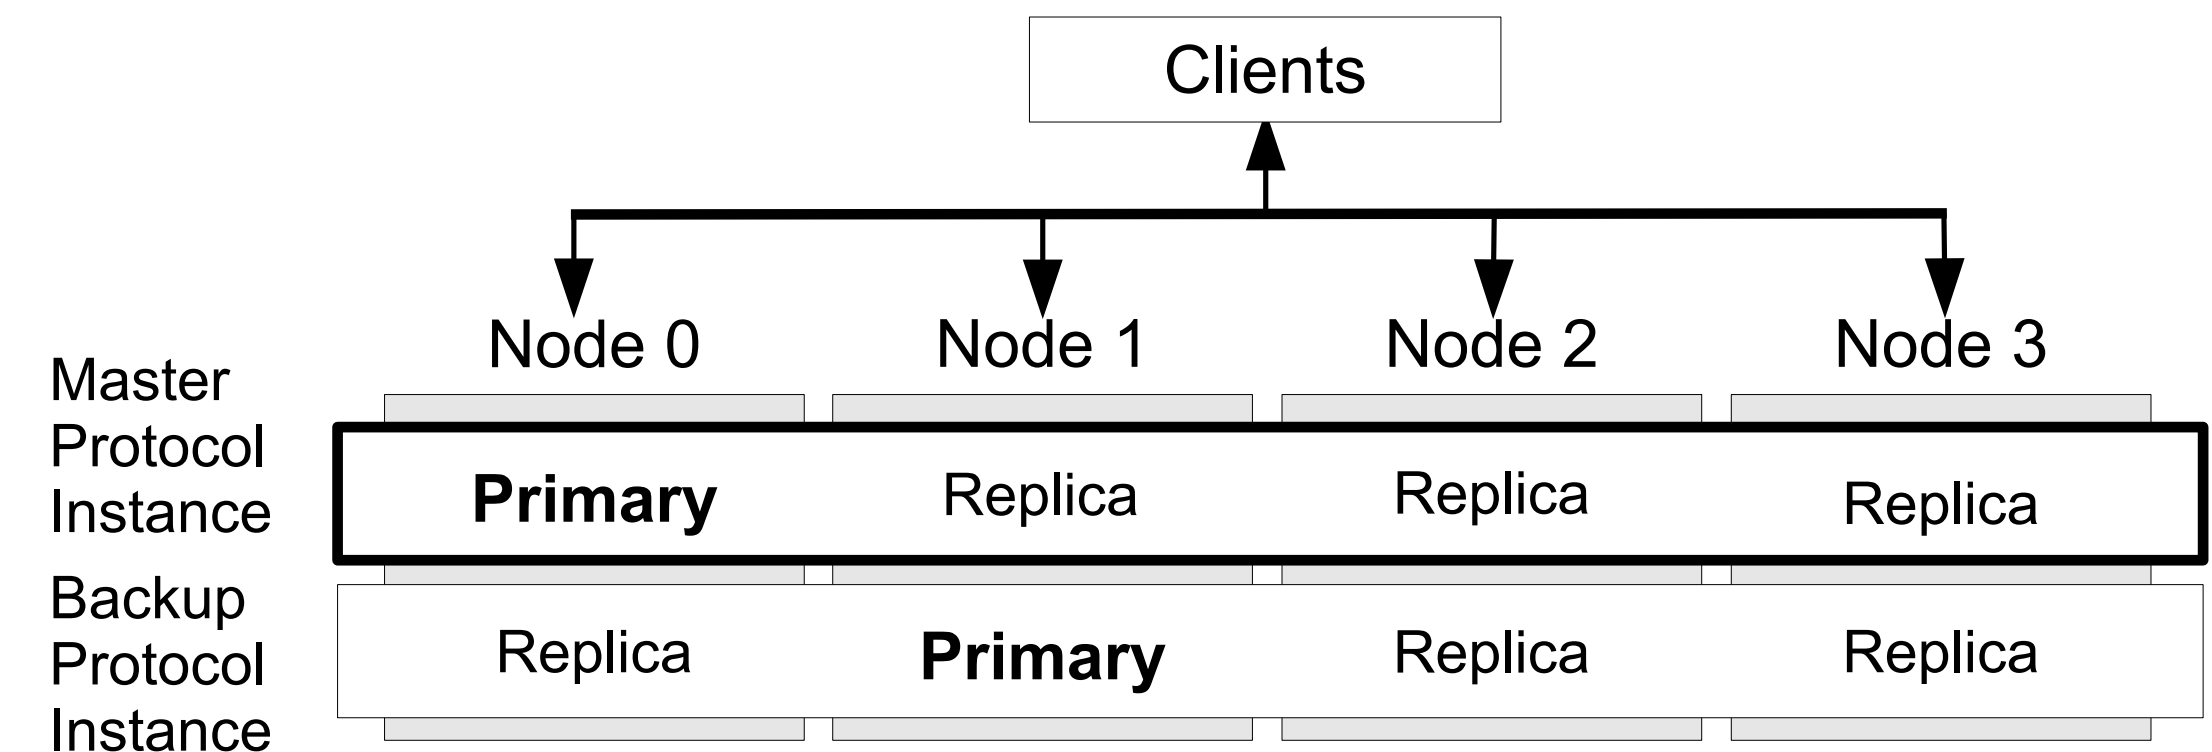 Clients
Node 0 Node 1 Node 2 Node 3
Master
Protocol
Instance
Primary Replica Replica Replica
Backup
Protocol
Instance
Replica Primary Replica Replica